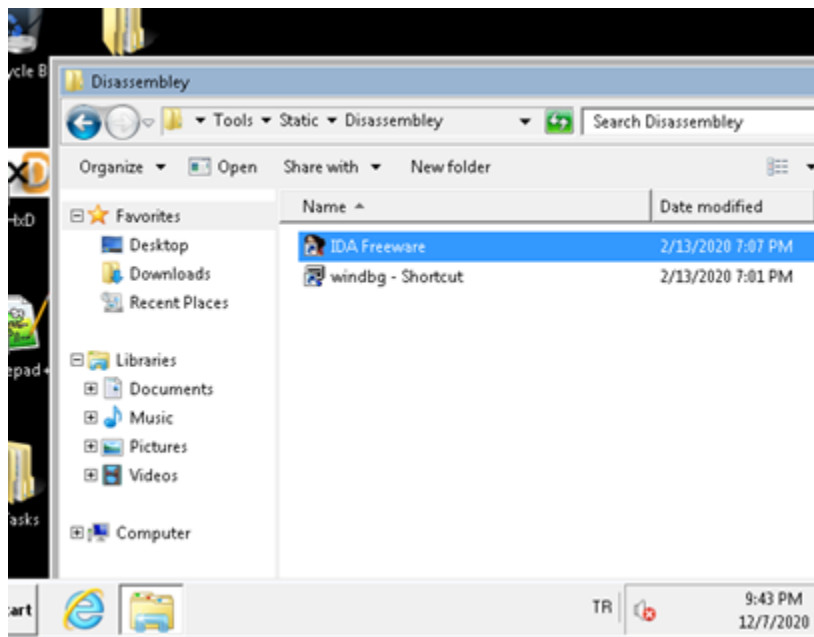 Disassembley
Tools Static Disassembley Search Disassembley
Organize Open Share with New folder
Name Date modified
Favorites
Desktop
Downloads
Recent Places
Libraries
Documents
Music
Pictures
Videos
Computer
IDA Freeware 2/13/2020 7:07 PM
windbg - Shortcut 2/13/2020 7:01 PM
TR
9:43 PM
12/7/2020